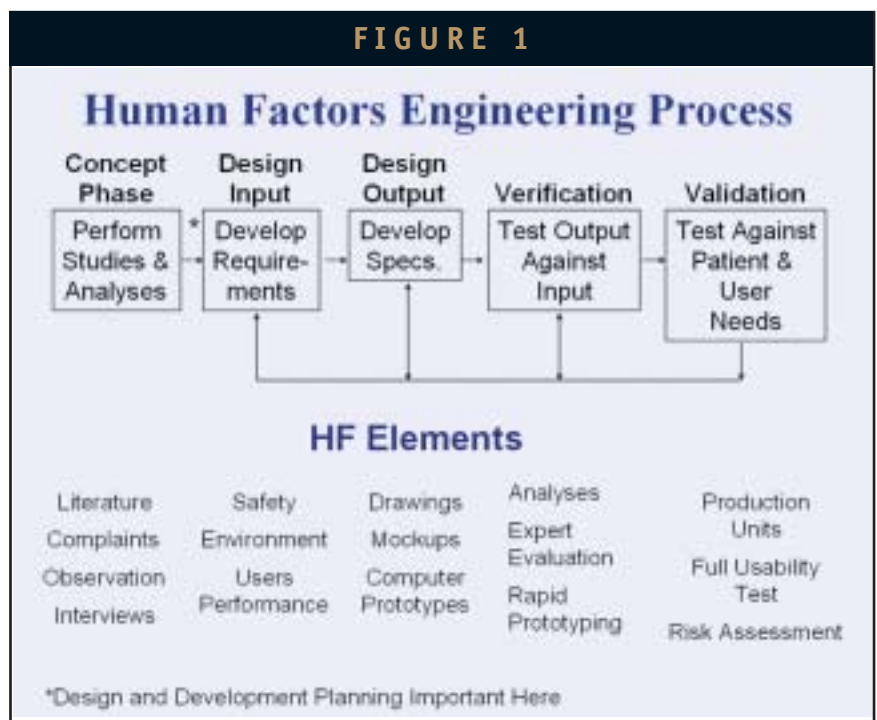 FIGURE 1
Human Factors Engineering Process
Concept
Phase
Design
Input
Design
Output
Verification
Validation
Perform
Studies &
Analyses
*
Develop
Require-
ments
Develop
Specs.
Test Output
Against
Input
Test Against
Patient &
User
Needs
HF Elements
Literature
Complaints
Observation
Interviews
Safety
Environment
Users
Performance
Drawings
Mockups
Computer
Prototypes
Analyses
Expert
Evaluation
Rapid
Prototyping
Production
Units
Full Usability
Test
Risk Assessment
*Design and Development Planning Important Here